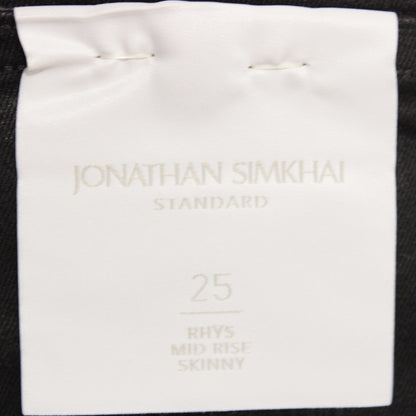 JONATHAN SIMKHAI
STANDARD
25
RHYS
MID RISE
SKINNY